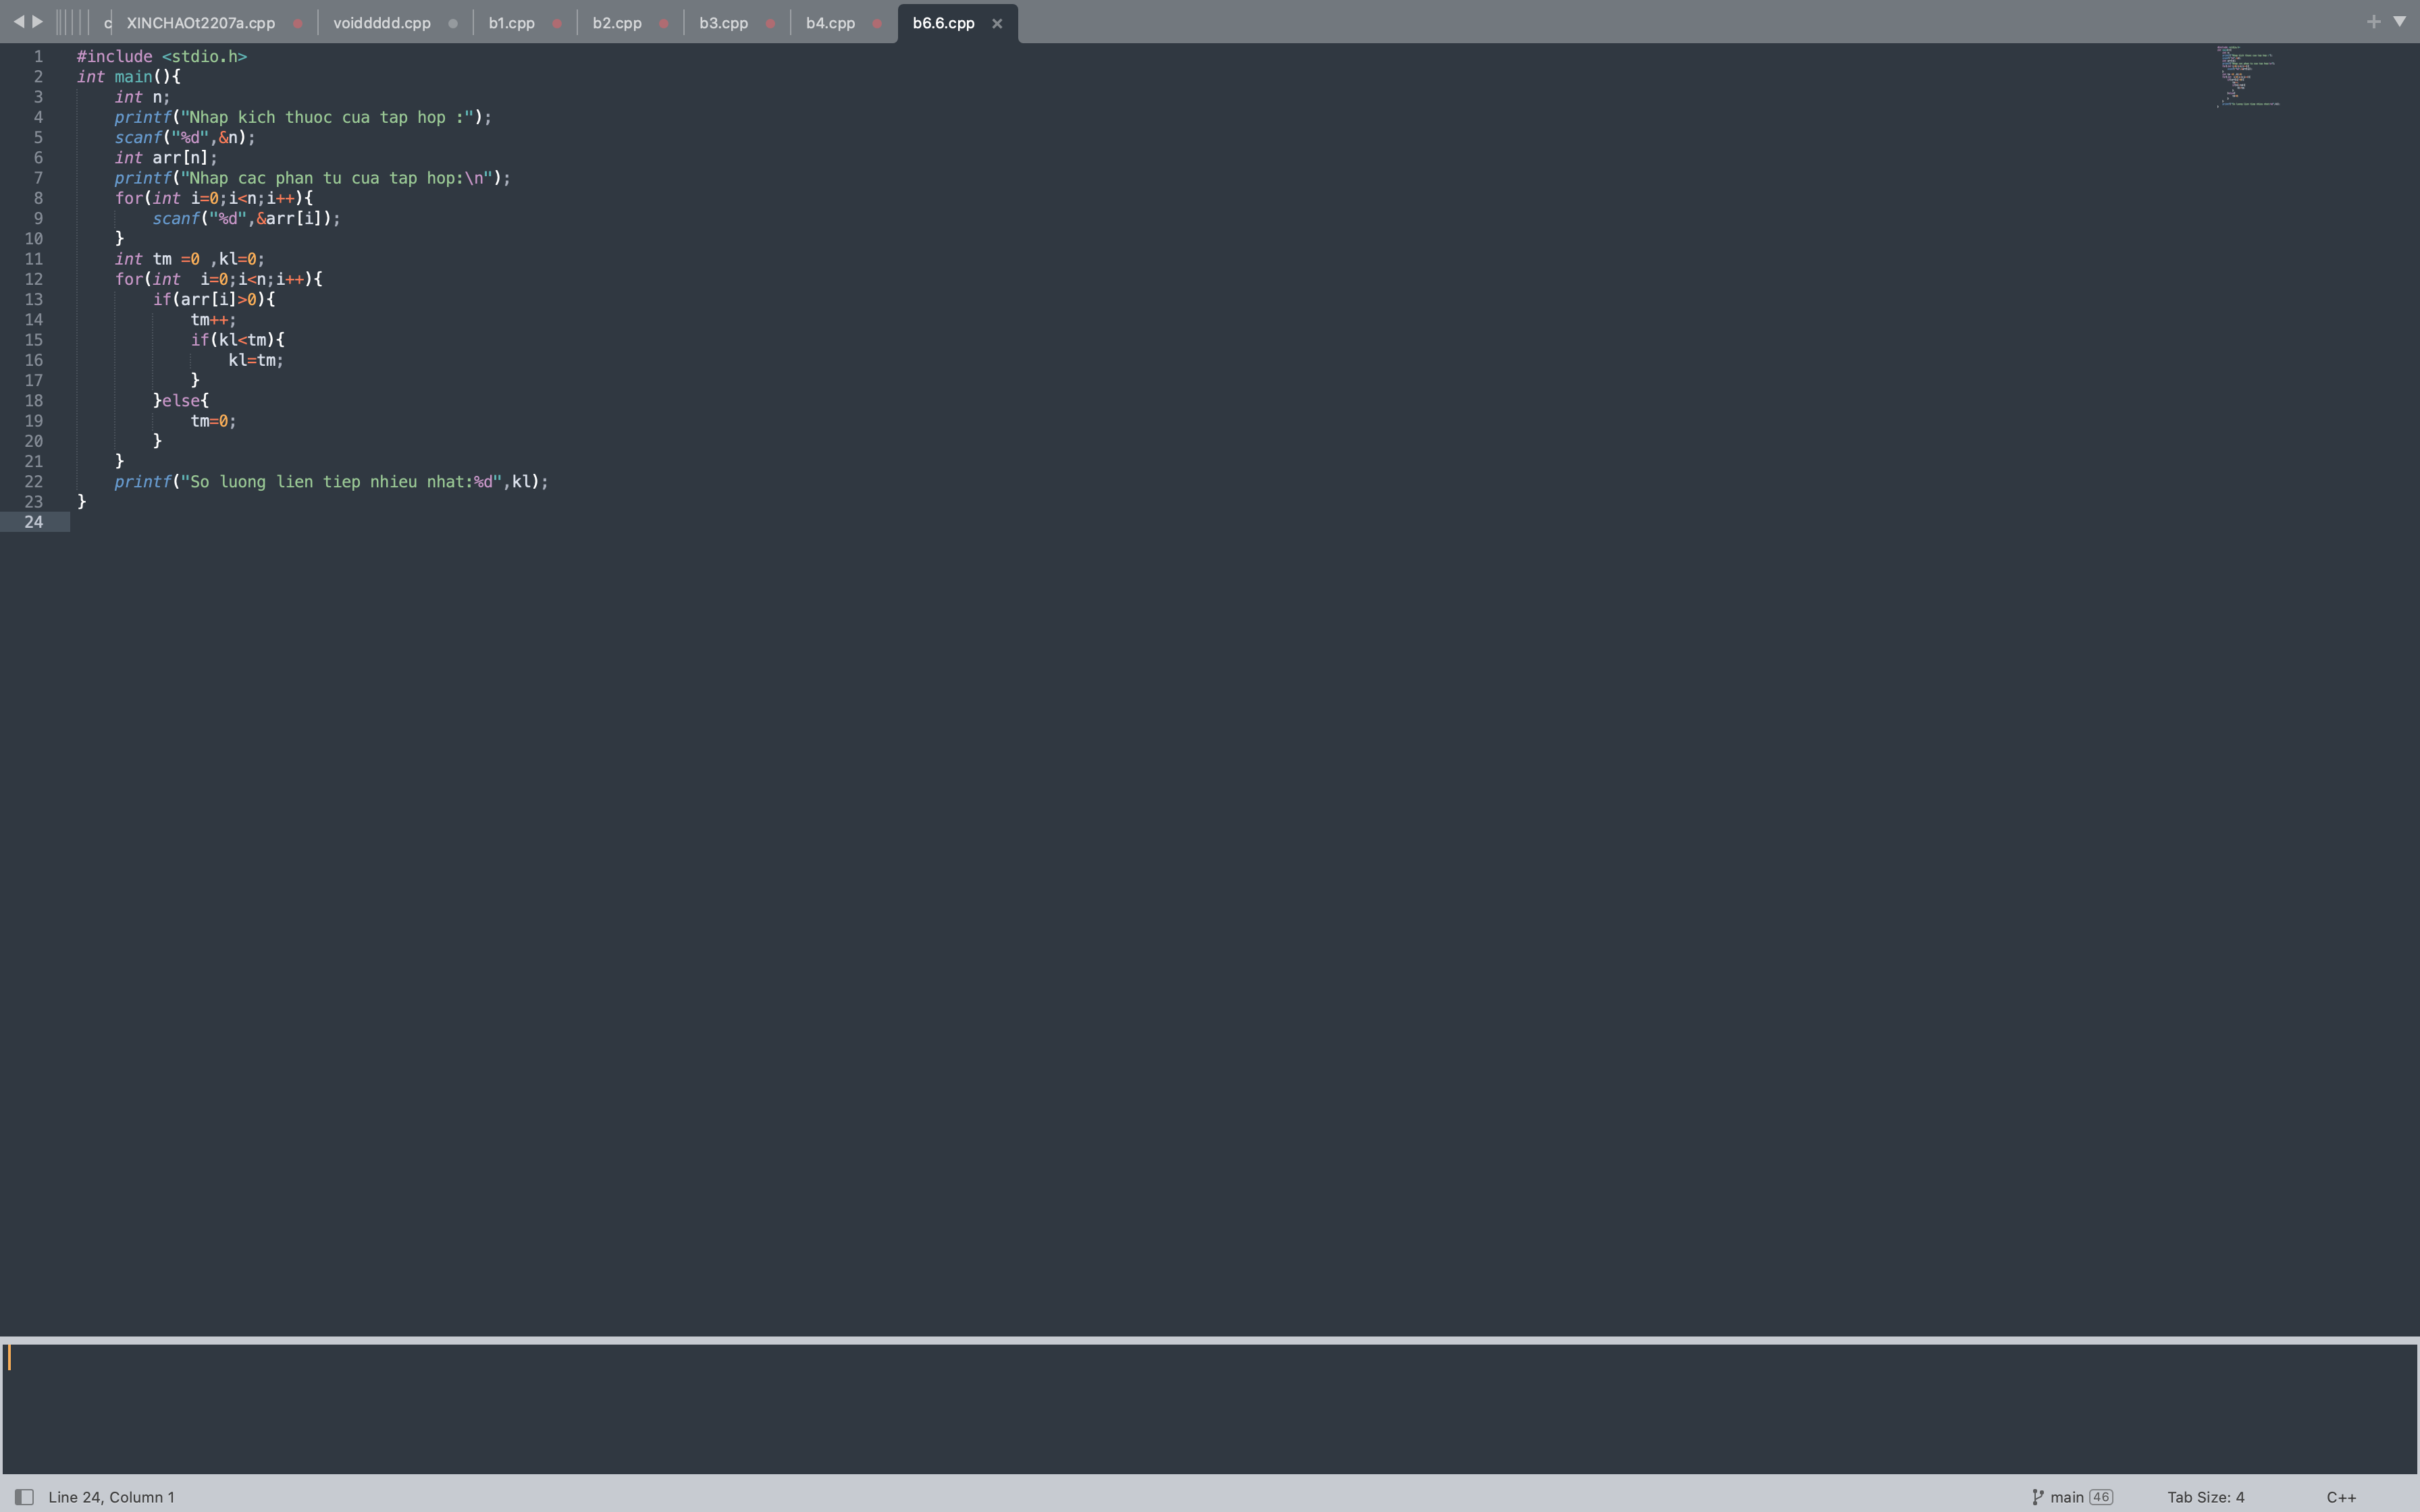 c XINCHAOt2207a.cpp voiddddd.cpp b1.cpp b2.cpp b3.cpp b4.cpp b6.6.cpp
1 #include <stdio.h>
2 int main(){
3     int n;
4     printf("Nhap kich thuoc cua tap hop :");
5     scanf("%d",&n);
6     int arr[n];
7     printf("Nhap cac phan tu cua tap hop:\n");
8     for(int i=0;i<n;i++){
9         scanf("%d",&arr[i]);
10     }
11     int tm =0 ,kl=0;
12     for(int  i=0;i<n;i++){
13         if(arr[i]>0){
14             tm++;
15             if(kl<tm){
16                 kl=tm;
17             }
18         }else{
19             tm=0;
20         }
21     }
22     printf("So luong lien tiep nhieu nhat:%d",kl);
23 }
24
Line 24, Column 1 main 46 Tab Size: 4 C++